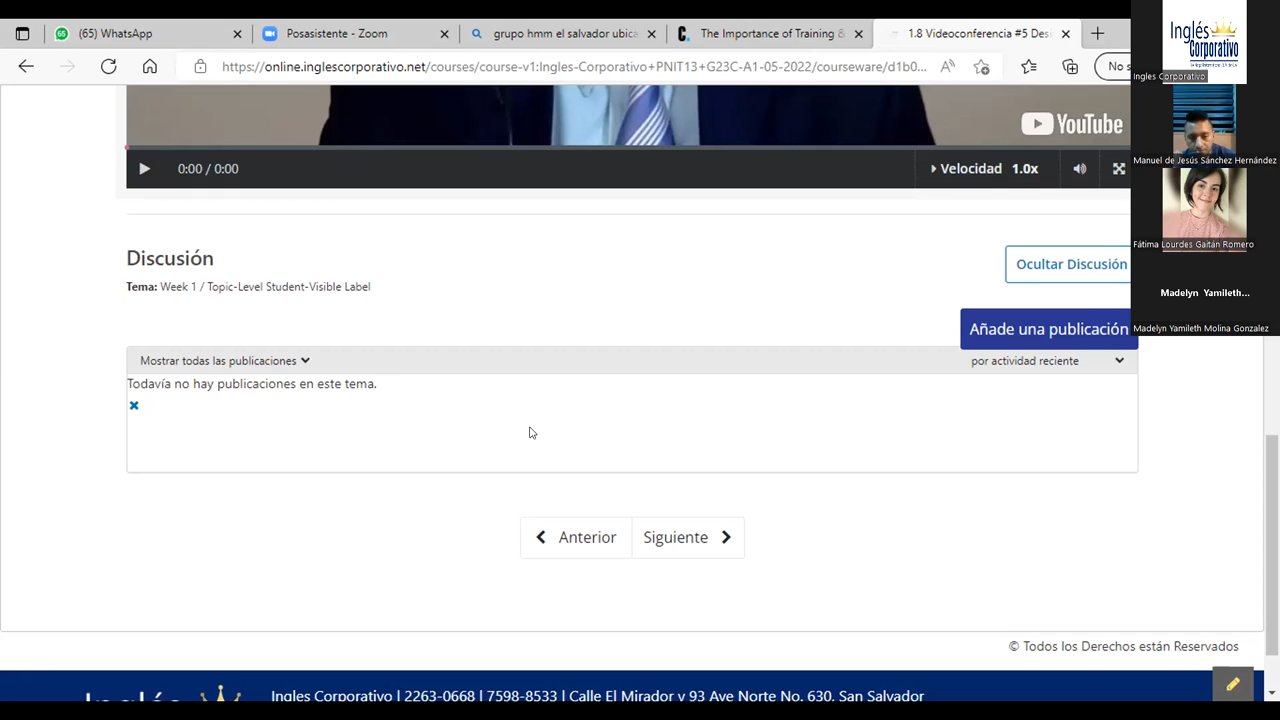 (65) WhatsApp
Posasistente - Zoom
grupo hmm el salvador ubica
The Importance of Training &
1.8 Videoconferencia #5 Desi
https://online.inglescorporativo.net/courses/course-v1:Ingles-Corporativo+PNIT13+G23C-A1-05-2022/courseware/d1b0...
No s
Inglés
Corporativo
Ingles Corporativo
YouTube
0:00 / 0:00
Velocidad 1.0x
Manuel de Jesús Sánchez Hernández
Fátima Lourdes Gaitán Romero
Madelyn Yamileth...
Madelyn Yamileth Molina Gonzalez
Discusión
Ocultar Discusión
Tema: Week 1 / Topic-Level Student-Visible Label
Añade una publicación
Mostrar todas las publicaciones
por actividad reciente
Todavía no hay publicaciones en este tema.
Anterior
Siguiente
© Todos los Derechos están Reservados
Inglés
Ingles Corporativo | 2263-0668 | 7598-8533 | Calle El Mirador y 93 Ave Norte No. 630, San Salvador